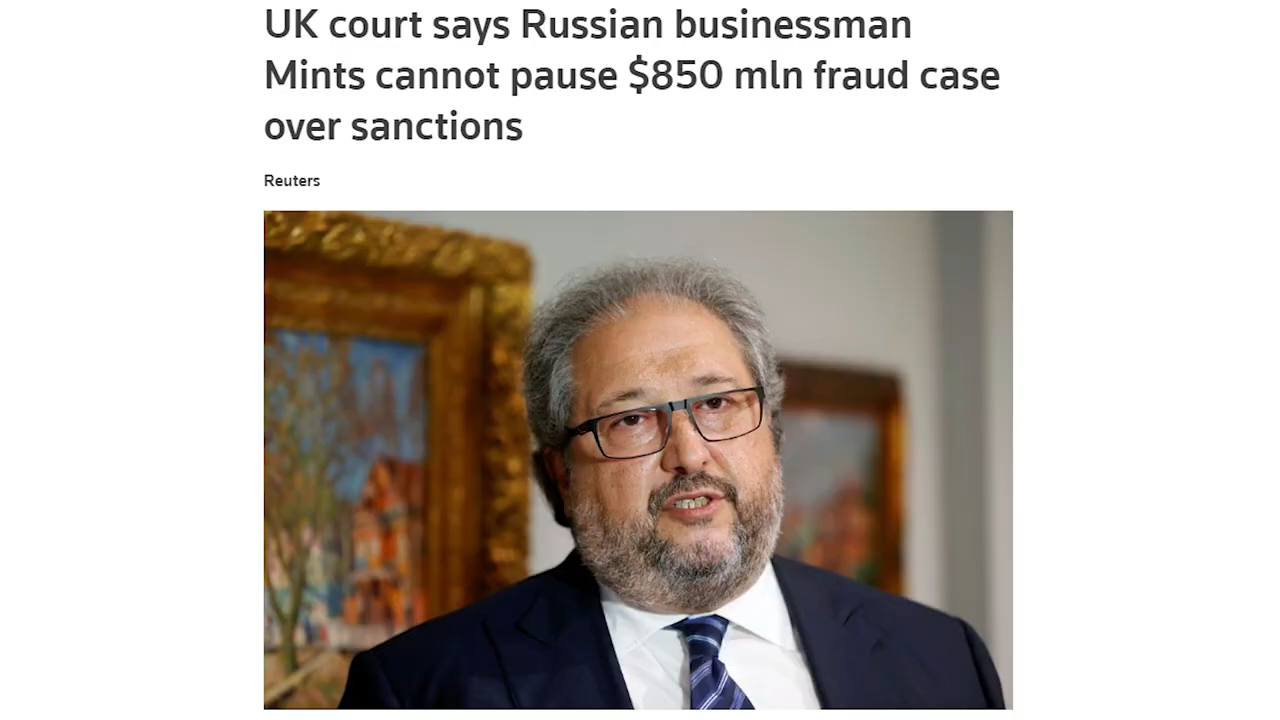 UK court says Russian businessman
Mints cannot pause $850 mln fraud case
over sanctions
Reuters